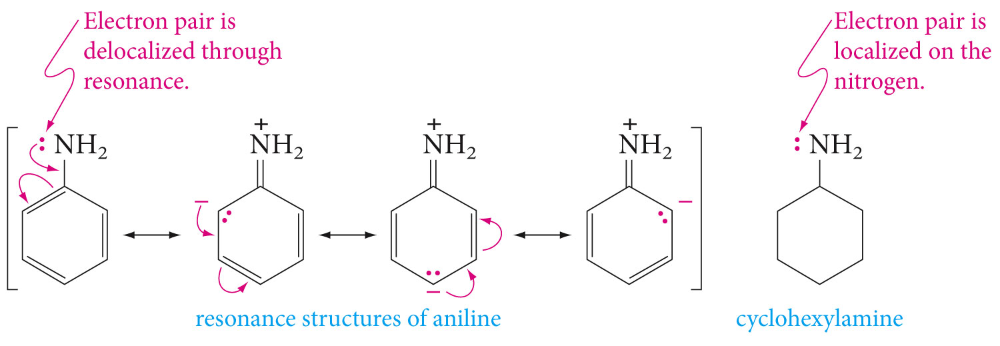 Electron pair is
delocalized through
resonance.
Electron pair is
localized on the
nitrogen.
:NH₂
+
NH₂
+
NH₂
+
NH₂
:NH₂
−
−
−
resonance structures of aniline
cyclohexylamine